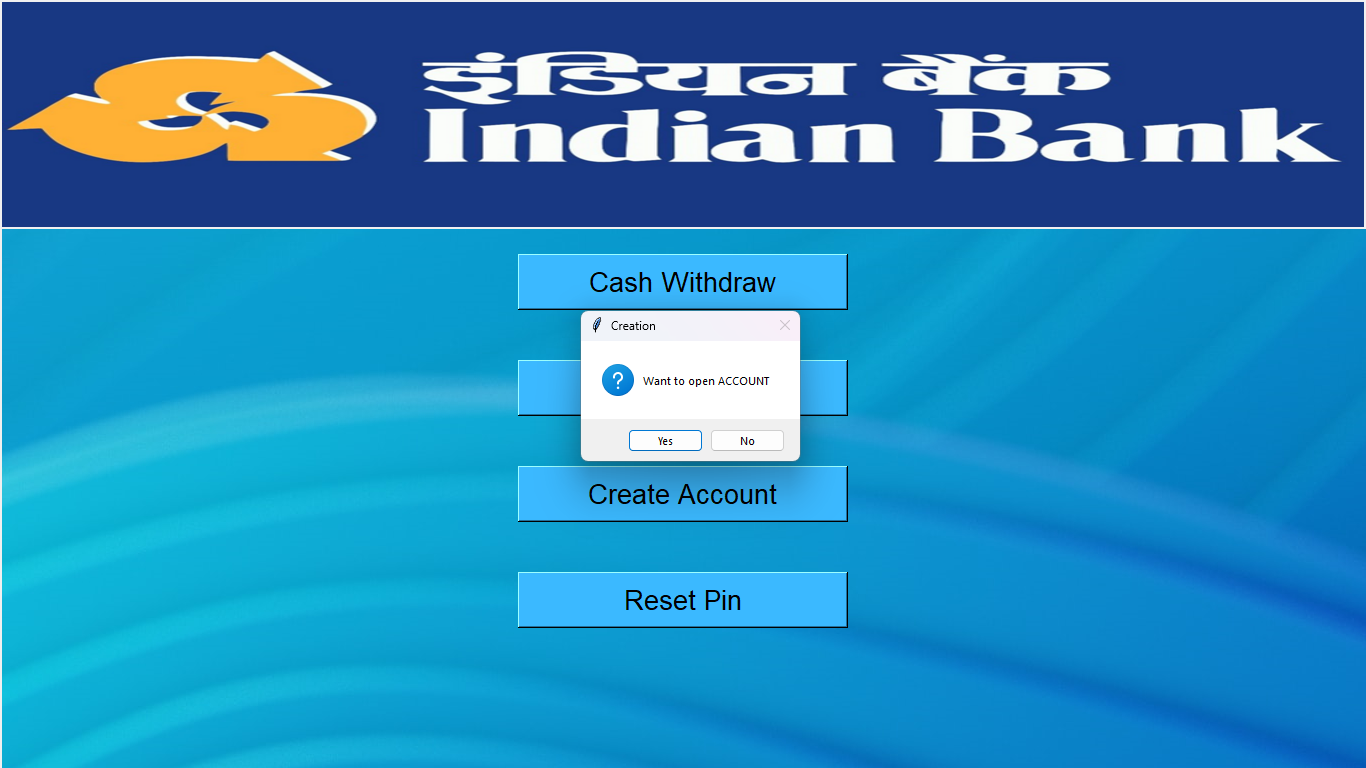 इंडियन बैंक
Indian Bank
Cash Withdraw
Creation
?
Want to open ACCOUNT
Yes
No
Create Account
Reset Pin